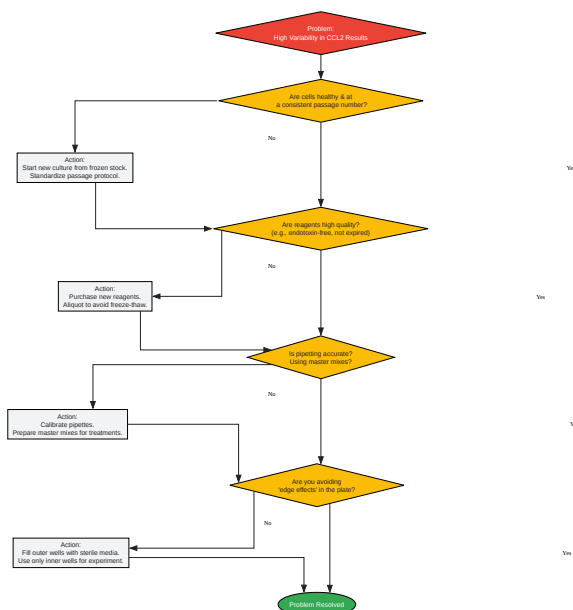 Problem:
High Variability in CCL2 Results
Are cells healthy & at
a consistent passage number?
No
Action:
Start new culture from frozen stock.
Standardize passage protocol.
Are reagents high quality?
(e.g., endotoxin-free, not expired)
No
Action:
Purchase new reagents.
Aliquot to avoid freeze-thaw.
Yes
Is pipetting accurate?
Using master mixes?
No
Action:
Calibrate pipettes.
Prepare master mixes for treatments.
Are you avoiding
'edge effects' in the plate?
No
Action:
Fill outer wells with sterile media.
Use only inner wells for experiment.
Yes
Problem Resolved